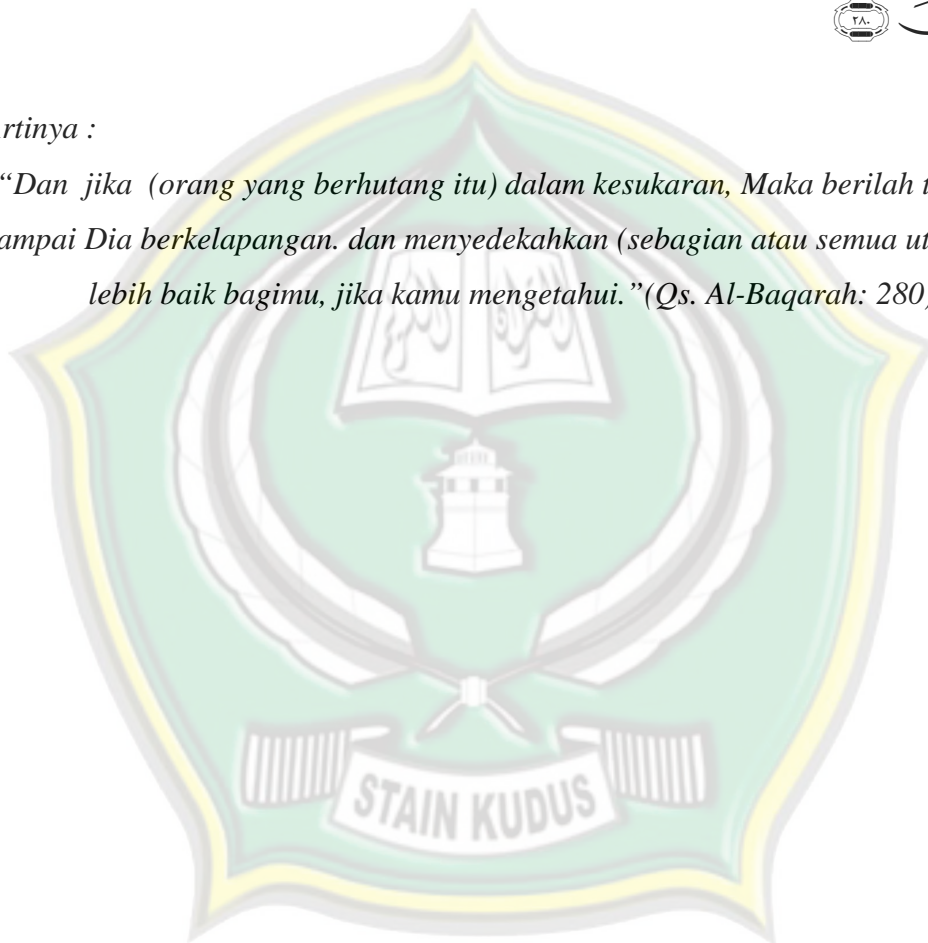 ٢٨٠
rtinya :
“Dan jika (orang yang berhutang itu) dalam kesukaran, Maka berilah
ampai Dia berkelapangan. dan menyedekahkan (sebagian atau semua
lebih baik bagimu, jika kamu mengetahui.”(Qs. Al-Baqarah: 280)
STAIN KUDUS